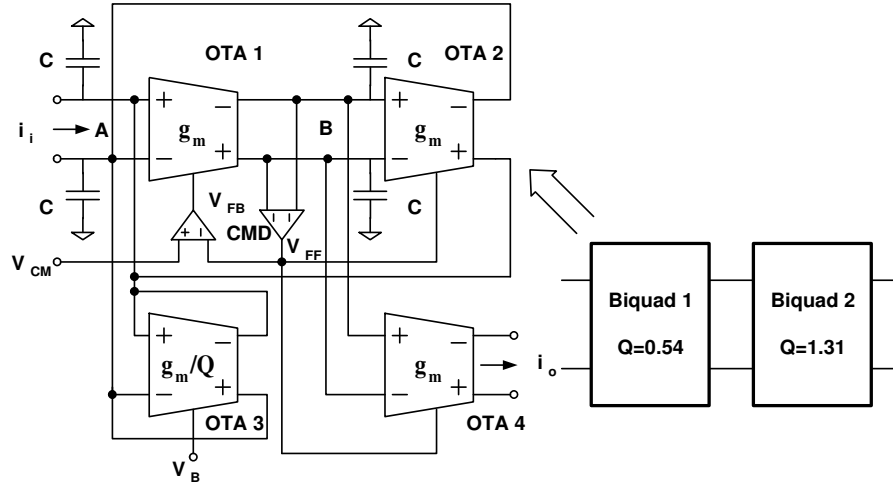 OTA 1
OTA 2
C
C
+
−
+
−
g m
−
+
g m
−
+
i i
A
B
C
C
V FB
CMD
V FF
+
−
−
−
V CM
Biquad 1
Q=0.54
Biquad 2
Q=1.31
+
−
g m /Q
−
+
+
−
g m
−
+
i o
OTA 3
OTA 4
V B